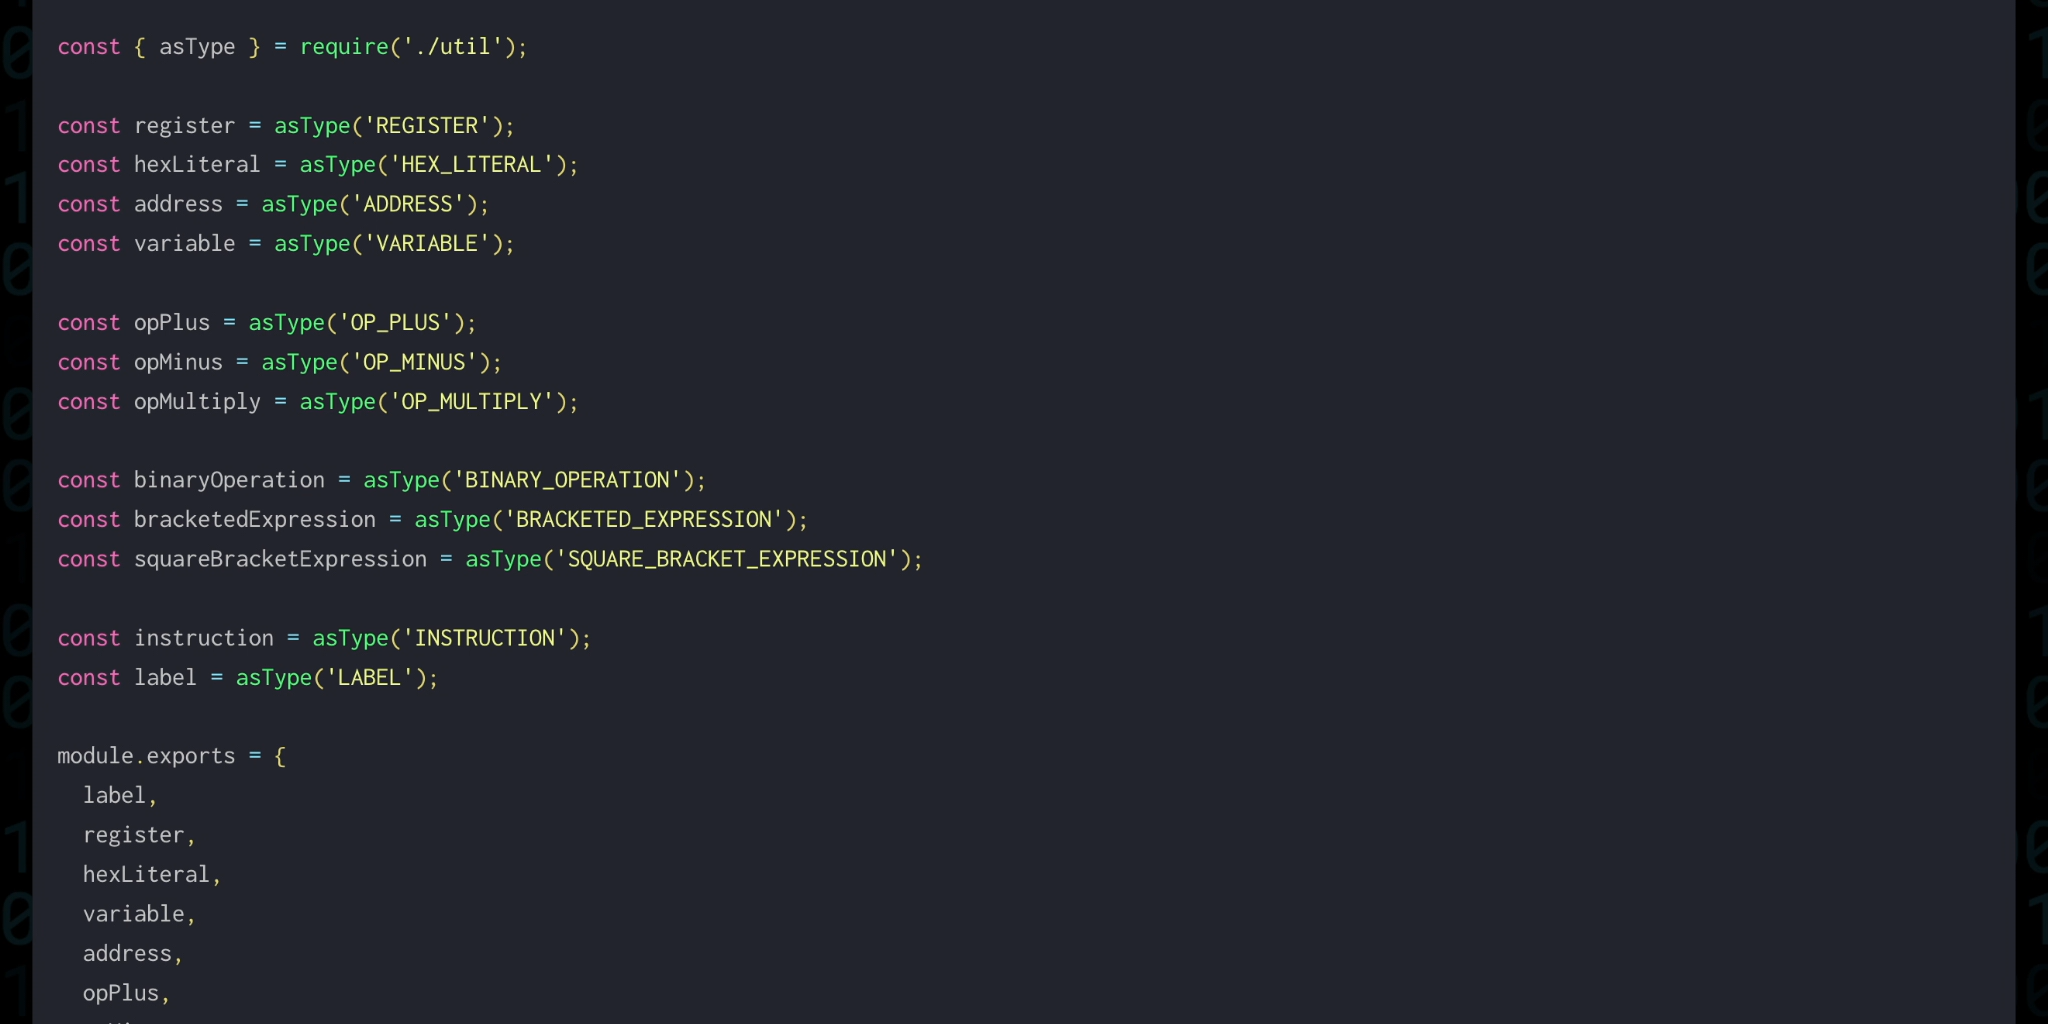 const { asType } = require('./util');
const register = asType('REGISTER');
const hexLiteral = asType('HEX_LITERAL');
const address = asType('ADDRESS');
const variable = asType('VARIABLE');
const opPlus = asType('OP_PLUS');
const opMinus = asType('OP_MINUS');
const opMultiply = asType('OP_MULTIPLY');
const binaryOperation = asType('BINARY_OPERATION');
const bracketedExpression = asType('BRACKETED_EXPRESSION');
const squareBracketExpression = asType('SQUARE_BRACKET_EXPRESSION');
const instruction = asType('INSTRUCTION');
const label = asType('LABEL');
module.exports = {
label,
register,
hexLiteral,
variable,
address,
opPlus,